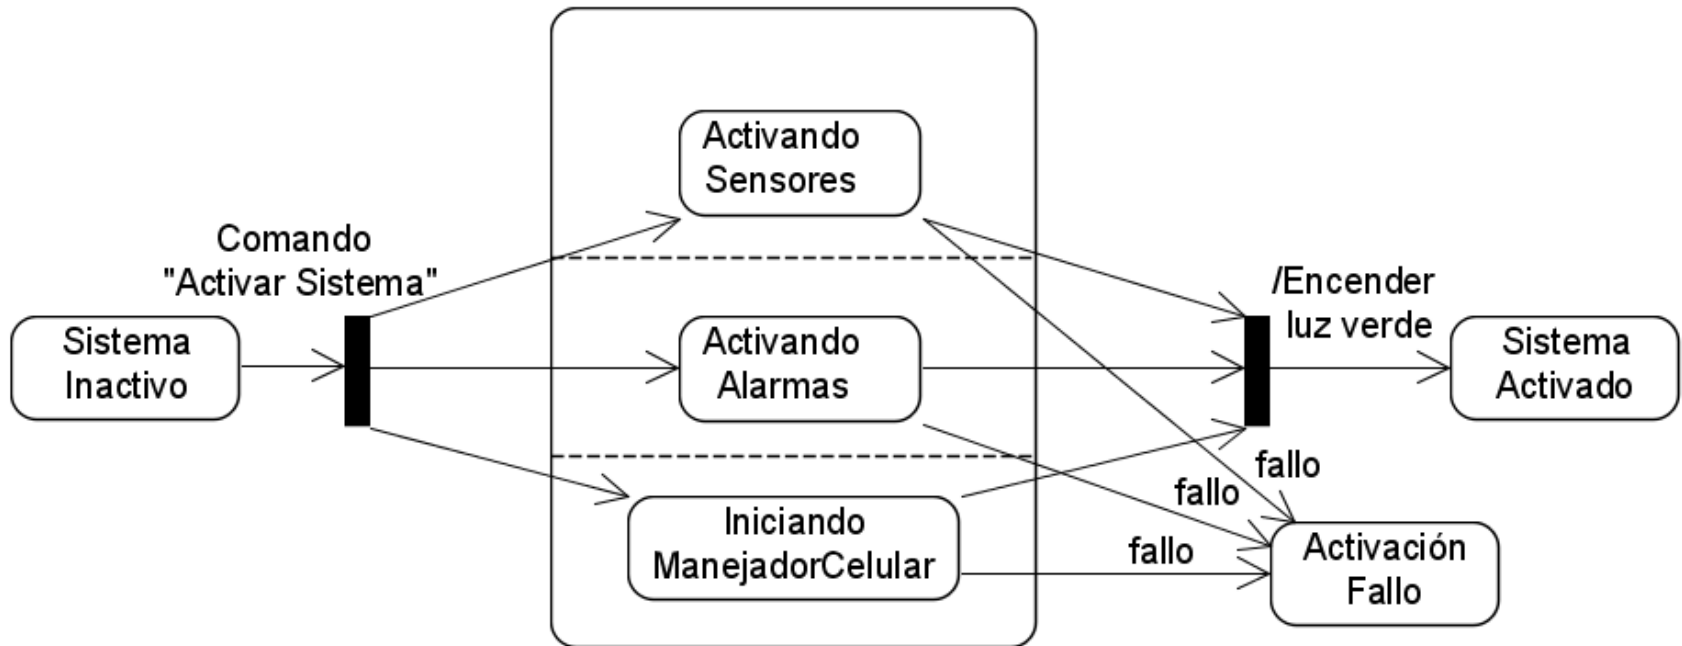 Activando
Sensores
Comando
"Activar Sistema"
/Encender
luz verde
Sistema
Inactivo
Activando
Alarmas
Sistema
Activado
fallo
fallo
fallo
Iniciando
ManejadorCelular
Activación
Fallo